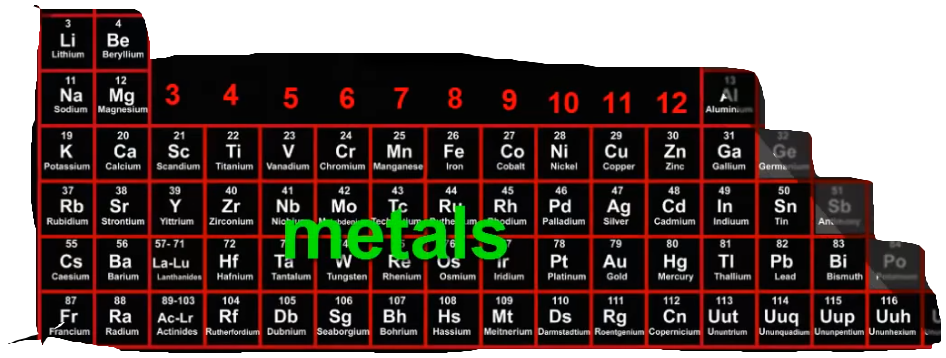 3 4
Li Be
Lithium Beryllium
11 12 13
Na Mg 3 4 5 6 7 8 9 10 11 12 Al
Sodium Magnesium Aluminum
19 20 21 22 23 24 25 26 27 28 29 30 31 32
K Ca Sc Ti V Cr Mn Fe Co Ni Cu Zn Ga Ge
Potassium Calcium Scandium Titanium Vanadium Chromium Manganese Iron Cobalt Nickel Copper Zinc Gallium
37 38 39 40 41 42 43 44 45 46 47 48 49 50 51
Rb Sr Y Zr Nb Mo Tc Ru Rh Pd Ag Cd In Sn Sb
Rubidium Strontium Yittrium Zirconium Palladium Silver Cadmium Indiuum Tin
metals
55 56 57- 71 72 74 76 78 79 80 81 82 83
Cs Ba La-Lu Hf Ta W Re Os Ir Pt Au Hg Tl Pb Bi Po
Caesium Barium Lanthanides Hafnium Tantalum Tungsten Rhenium Osmium Iridium Platinum Gold Mercury Thallium Lead Bismuth
87 88 89-103 104 105 106 107 108 109 110 111 112 113 114 115 116
Fr Ra Ac-Lr Rf Db Sg Bh Hs Mt Ds Rg Cn Uut Uuq Uup Uuh
Francium Radium Actinides Rutherfordium Dubnium Seaborgium Bohrium Hassium Meitnerium Darmstadtium Roentgenium Copernicium Ununtrium Ununquadium Ununpentium Ununhexium